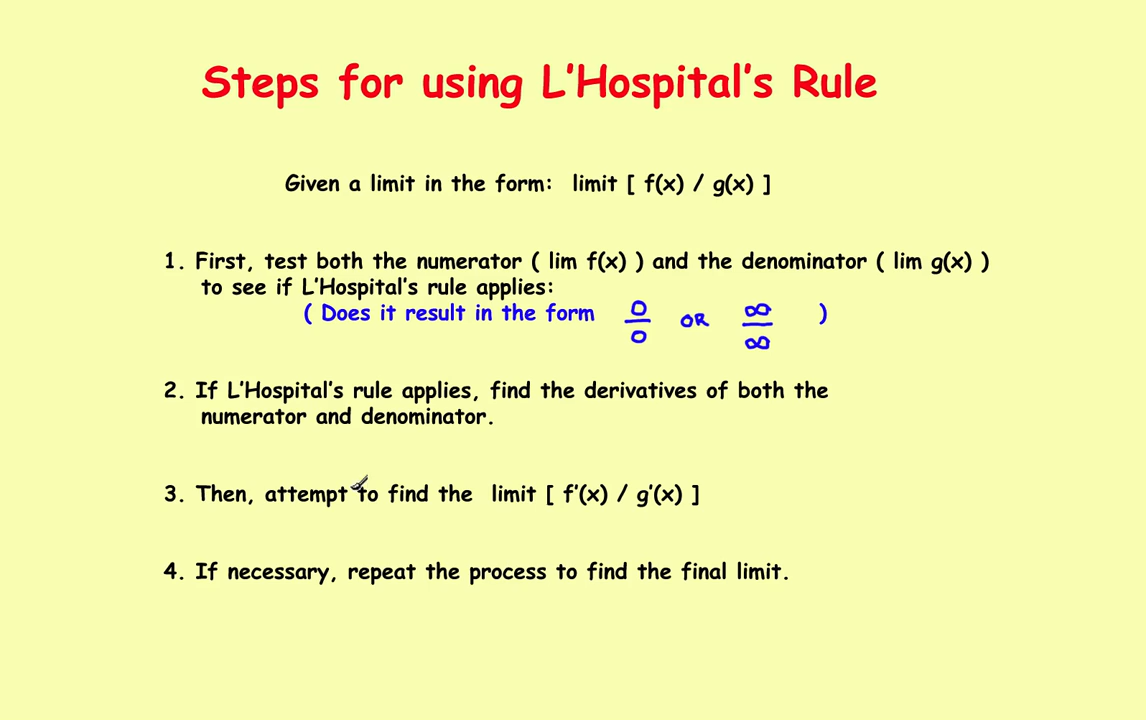 Steps for using L'Hospital's Rule
Given a limit in the form: limit [ f(x) / g(x) ]
1. First, test both the numerator ( lim f(x) ) and the denominator ( lim g(x) )
to see if L'Hospital's rule applies:
( Does it result in the form 0/0 OR ∞/∞ )
2. If L'Hospital's rule applies, find the derivatives of both the
numerator and denominator.
3. Then, attempt to find the limit [ f'(x) / g'(x) ]
4. If necessary, repeat the process to find the final limit.